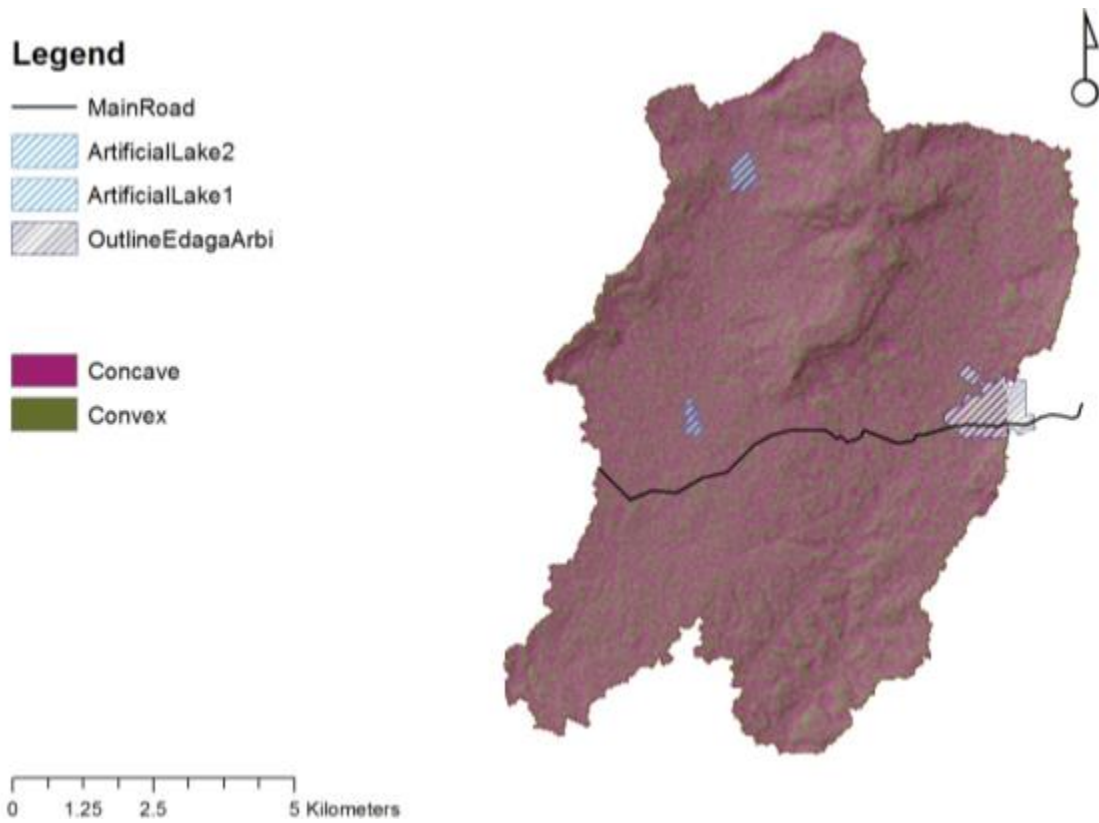 Legend
MainRoad
ArtificialLake2
ArtificialLake1
OutlineEdagaArbi
Concave
Convex
0 1.25 2.5 5 Kilometers